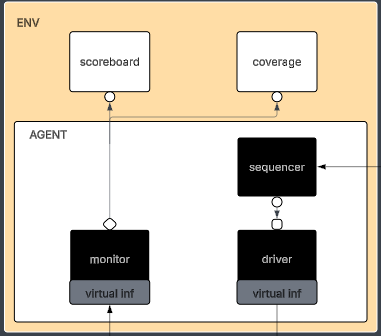 ENV
scoreboard
coverage
AGENT
sequencer
monitor
driver
virtual inf
virtual inf